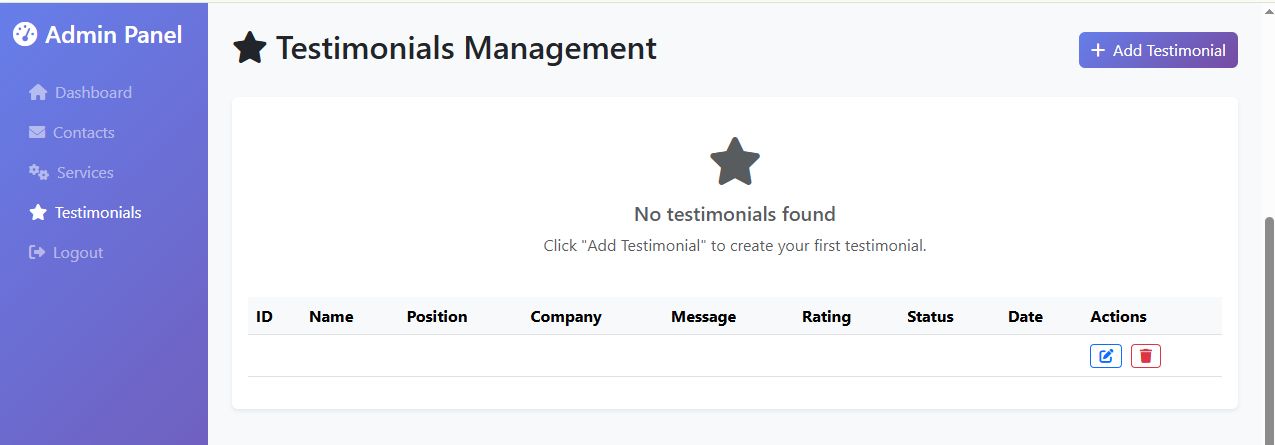 Admin Panel
Dashboard
Contacts
Services
Testimonials
Logout
Testimonials Management
Add Testimonial
No testimonials found
Click "Add Testimonial" to create your first testimonial.
ID Name Position Company Message Rating Status Date Actions